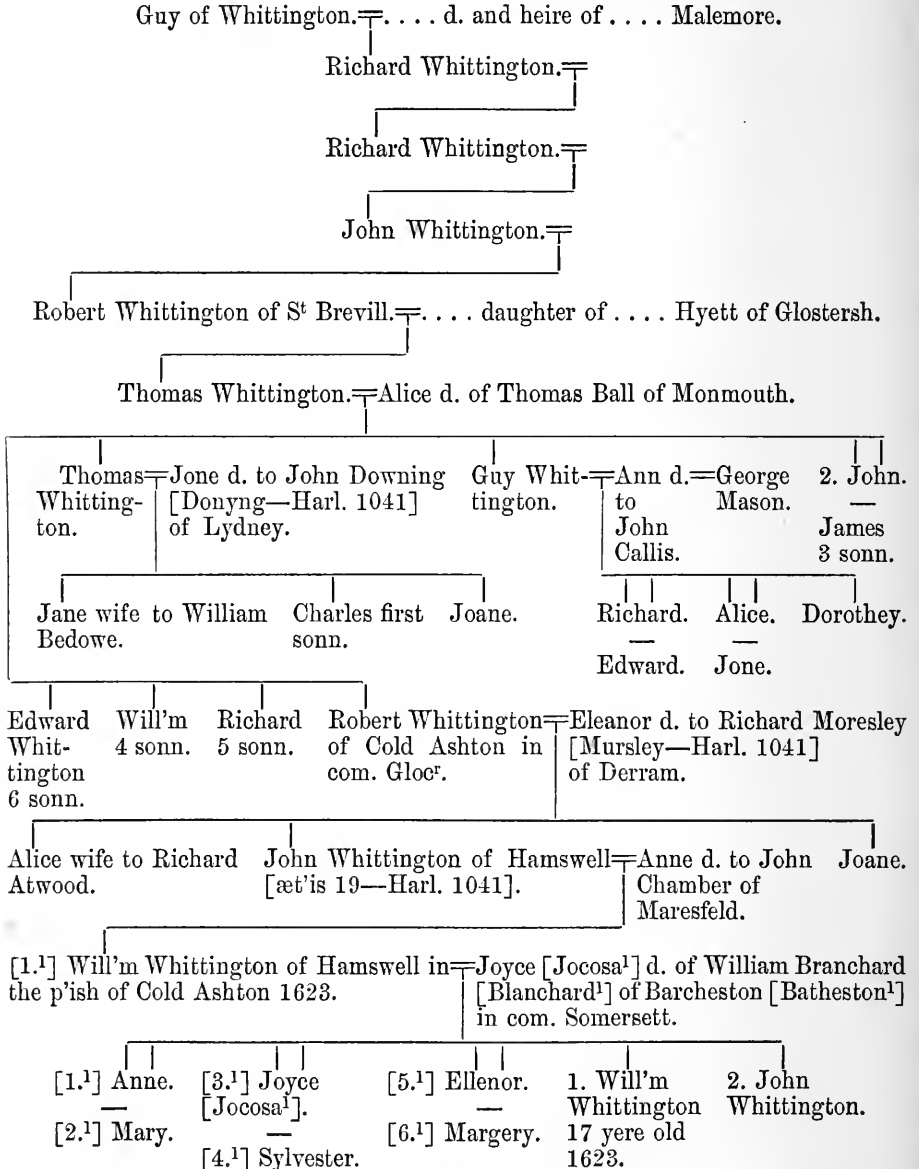 Guy of Whittington.=. . . . d. and heire of . . . . Malemore.
Richard Whittington.=
Richard Whittington.=
John Whittington.=
Robert Whittington of Sᵗ Brevill.=. . . . daughter of . . . . Hyett of Glostersh.
Thomas Whittington.=Alice d. of Thomas Ball of Monmouth.
Thomas=Jone d. to John Downing
Whitting- [Donyng—Harl. 1041]
ton. of Lydney.
Guy Whit-=Ann d.=George
tington. to Mason.
John
Callis.
2. John.
—
James
3 sonn.
Jane wife to William
Bedowe.
Charles first
sonn.
Joane.
Richard.
—
Edward.
Alice.
—
Jone.
Dorothey.
Edward
Whit-
tington
6 sonn.
Will'm
4 sonn.
Richard
5 sonn.
Robert Whittington=Eleanor d. to Richard Moresley
of Cold Ashton in [Mursley—Harl. 1041]
com. Glocʳ. of Derram.
Alice wife to Richard
Atwood.
John Whittington of Hamswell=Anne d. to John
[æt'is 19—Harl. 1041]. Chamber of
Maresfeld.
Joane.
[1.¹] Will'm Whittington of Hamswell in=Joyce [Jocosa¹] d. of William Branchard
the p'ish of Cold Ashton 1623. [Blanchard¹] of Barcheston [Batheston¹]
in com. Somersett.
[1.¹] Anne.
—
[2.¹] Mary.
[3.¹] Joyce
[Jocosa¹].
—
[4.¹] Sylvester.
[5.¹] Ellenor.
—
[6.¹] Margery.
1. Will'm
Whittington
17 yere old
1623.
2. John
Whittington.